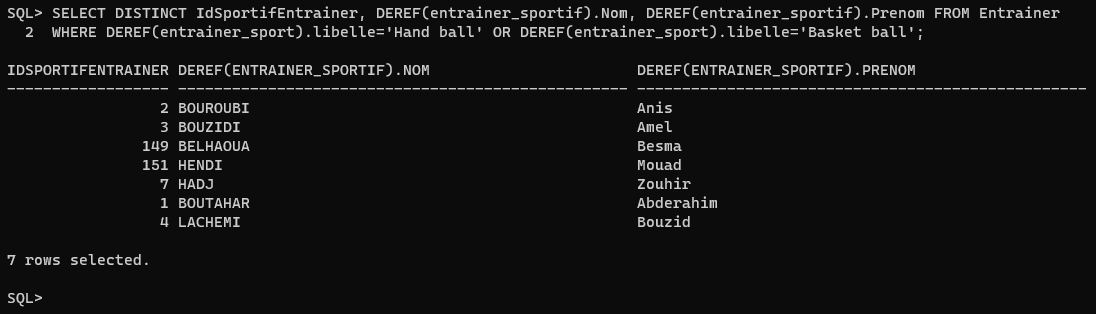 SQL> SELECT DISTINCT IdSportifEntrainer, DEREF(entrainer_sportif).Nom, DEREF(entrainer_sportif).Prenom FROM Entrainer
  2  WHERE DEREF(entrainer_sport).libelle='Hand ball' OR DEREF(entrainer_sport).libelle='Basket ball';

IDSPORTIFENTRAINER DEREF(ENTRAINER_SPORTIF).NOM                       DEREF(ENTRAINER_SPORTIF).PRENOM
------------------ -------------------------------------------------- --------------------------------------------------
                 2 BOUROUBI                                           Anis
                 3 BOUZIDI                                            Amel
               149 BELHAOUA                                           Besma
               151 HENDI                                              Mouad
                 7 HADJ                                               Zouhir
                 1 BOUTAHAR                                           Abderahim
                 4 LACHEMI                                            Bouzid

7 rows selected.

SQL>